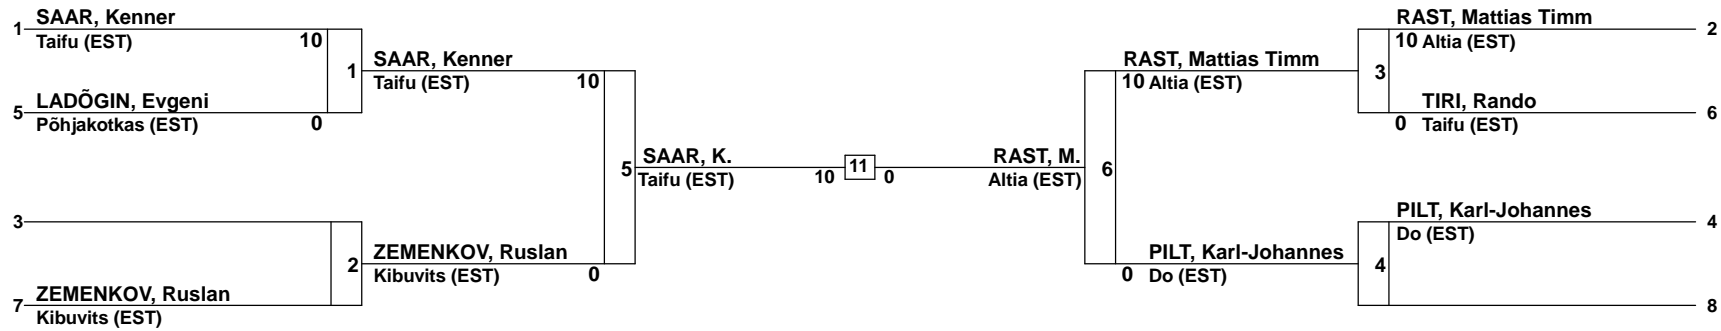 1
SAAR, Kenner
Taifu (EST)
10
5
LADÕGIN, Evgeni
Põhjakotkas (EST)
0
1
SAAR, Kenner
Taifu (EST)
10
3
7
ZEMENKOV, Ruslan
Kibuvits (EST)
2
ZEMENKOV, Ruslan
Kibuvits (EST)
0
5
SAAR, K.
Taifu (EST)
10
11
0
RAST, M.
Altia (EST)
6
RAST, Mattias Timm
10 Altia (EST)
PILT, Karl-Johannes
0 Do (EST)
3
RAST, Mattias Timm
10 Altia (EST)
2
TIRI, Rando
0 Taifu (EST)
6
4
PILT, Karl-Johannes
Do (EST)
4
8